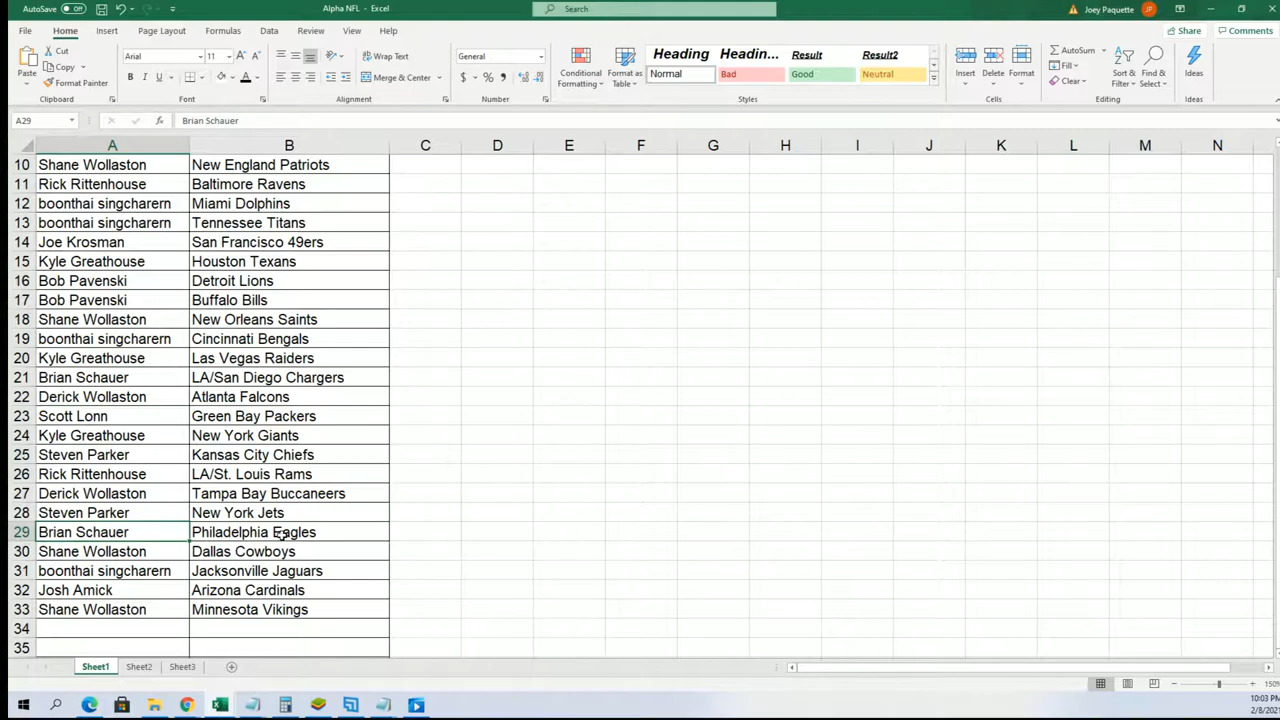 AutoSave Off Alpha NFL - Excel Search Joey Paquette JP
File Home Insert Page Layout Formulas Data Review View Help Share Comments
Paste Cut Copy Format Painter Clipboard
Arial 11 B I U Font
Wrap Text Merge & Center Alignment
General $ % Number
Conditional Formatting Format as Table
Heading Headin... Result Result2
Normal Bad Good Neutral Styles
Insert Delete Format Cells
AutoSum Fill Clear Sort & Filter Find & Select Editing
Ideas Ideas
A29 fx Brian Schauer
A B C D E F G H I J K L M N
10 Shane Wollaston New England Patriots
11 Rick Rittenhouse Baltimore Ravens
12 boonthai singcharern Miami Dolphins
13 boonthai singcharern Tennessee Titans
14 Joe Krosman San Francisco 49ers
15 Kyle Greathouse Houston Texans
16 Bob Pavenski Detroit Lions
17 Bob Pavenski Buffalo Bills
18 Shane Wollaston New Orleans Saints
19 boonthai singcharern Cincinnati Bengals
20 Kyle Greathouse Las Vegas Raiders
21 Brian Schauer LA/San Diego Chargers
22 Derick Wollaston Atlanta Falcons
23 Scott Lonn Green Bay Packers
24 Kyle Greathouse New York Giants
25 Steven Parker Kansas City Chiefs
26 Rick Rittenhouse LA/St. Louis Rams
27 Derick Wollaston Tampa Bay Buccaneers
28 Steven Parker New York Jets
29 Brian Schauer Philadelphia Eagles
30 Shane Wollaston Dallas Cowboys
31 boonthai singcharern Jacksonville Jaguars
32 Josh Amick Arizona Cardinals
33 Shane Wollaston Minnesota Vikings
34
35
Sheet1 Sheet2 Sheet3
150%
10:03 PM